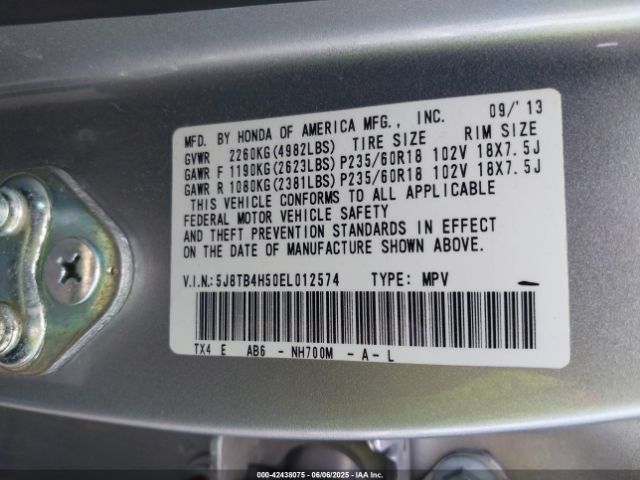 MFD. BY HONDA OF AMERICA MFG., INC. 09/'13
GVWR 2260KG(4982LBS) TIRE SIZE RIM SIZE
GAWR F 1190KG(2623LBS) P235/60R18 102V 18X7.5J
GAWR R 1080KG(2381LBS) P235/60R18 102V 18X7.5J
THIS VEHICLE CONFORMS TO ALL APPLICABLE
FEDERAL MOTOR VEHICLE SAFETY
AND THEFT PREVENTION STANDARDS IN EFFECT
ON THE DATE OF MANUFACTURE SHOWN ABOVE.
V.I.N.:5J8TB4H50EL012574 TYPE: MPV
TX4 E AB6 - NH700M - A - L
000-42438075 - 06/06/2025 - IAA Inc.